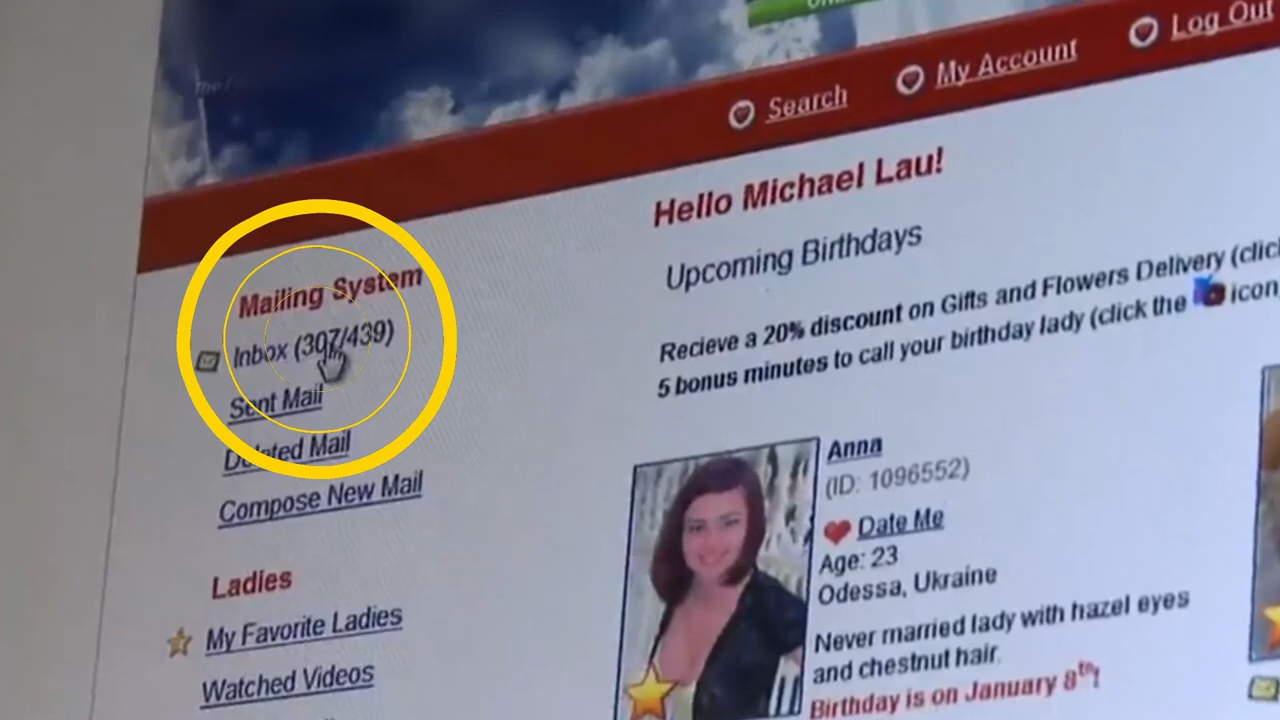 Search
My Account
Log Out
Hello Michael Lau!
Upcoming Birthdays
Recieve a 20% discount on Gifts and Flowers Delivery (clic
5 bonus minutes to call your birthday lady (click the icon
Mailing System
Inbox (307/439)
Sent Mail
Deleted Mail
Compose New Mail
Ladies
My Favorite Ladies
Watched Videos
Anna
(ID: 1096552)
Date Me
Age: 23
Odessa, Ukraine
Never married lady with hazel eyes
and chestnut hair.
Birthday is on January 8th!